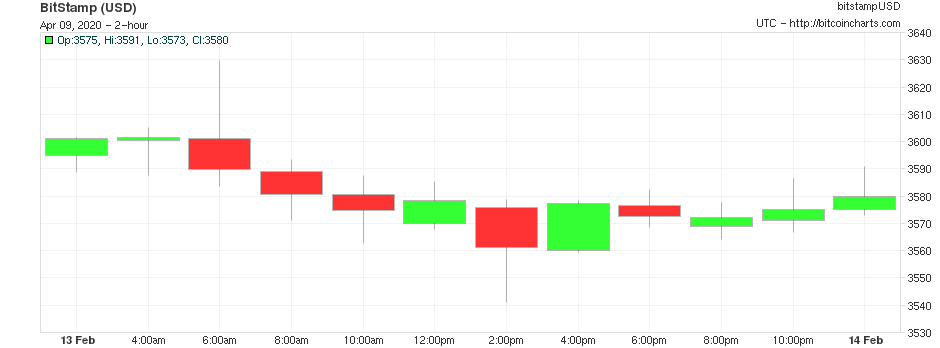 BitStamp (USD)
bitstampUSD
Apr 09, 2020 - 2-hour
UTC - http://bitcoincharts.com
Op:3575, Hi:3591, Lo:3573, Cl:3580
3640
3630
3620
3610
3600
3590
3580
3570
3560
3550
3540
3530
13 Feb 4:00am 6:00am 8:00am 10:00am 12:00pm 2:00pm 4:00pm 6:00pm 8:00pm 10:00pm 14 Feb